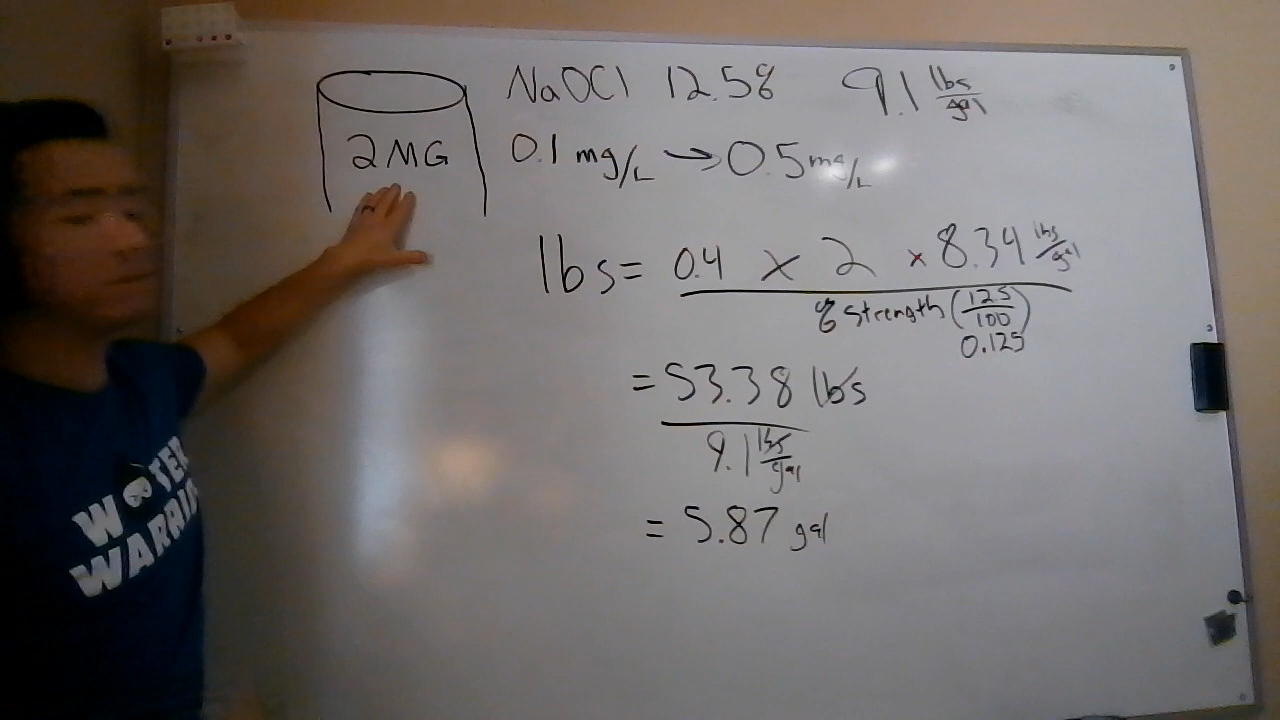 NaOCl 12.5% 9.1 lbs/gal
2MG 0.1 mg/L → 0.5 mg/L
lbs = 0.4 x 2 x 8.34 lbs/gal
% Strength (12.5/100)
0.125
= 53.38 lbs
9.1 lbs/gal
= 5.87 gal
WATER
WARRIO